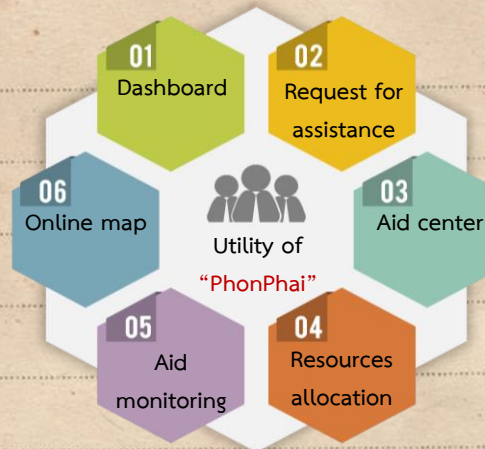 01
Dashboard
02
Request for
assistance
03
Aid center
04
Resources
allocation
05
Aid
monitoring
06
Online map
Utility of
“PhonPhai”